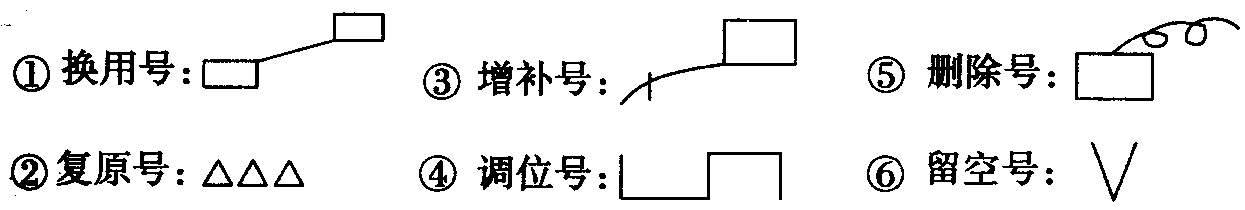 ① 换用号： ③ 增补号： ⑤ 删除号：
② 复原号：△△△ ④ 调位号： ⑥ 留空号：